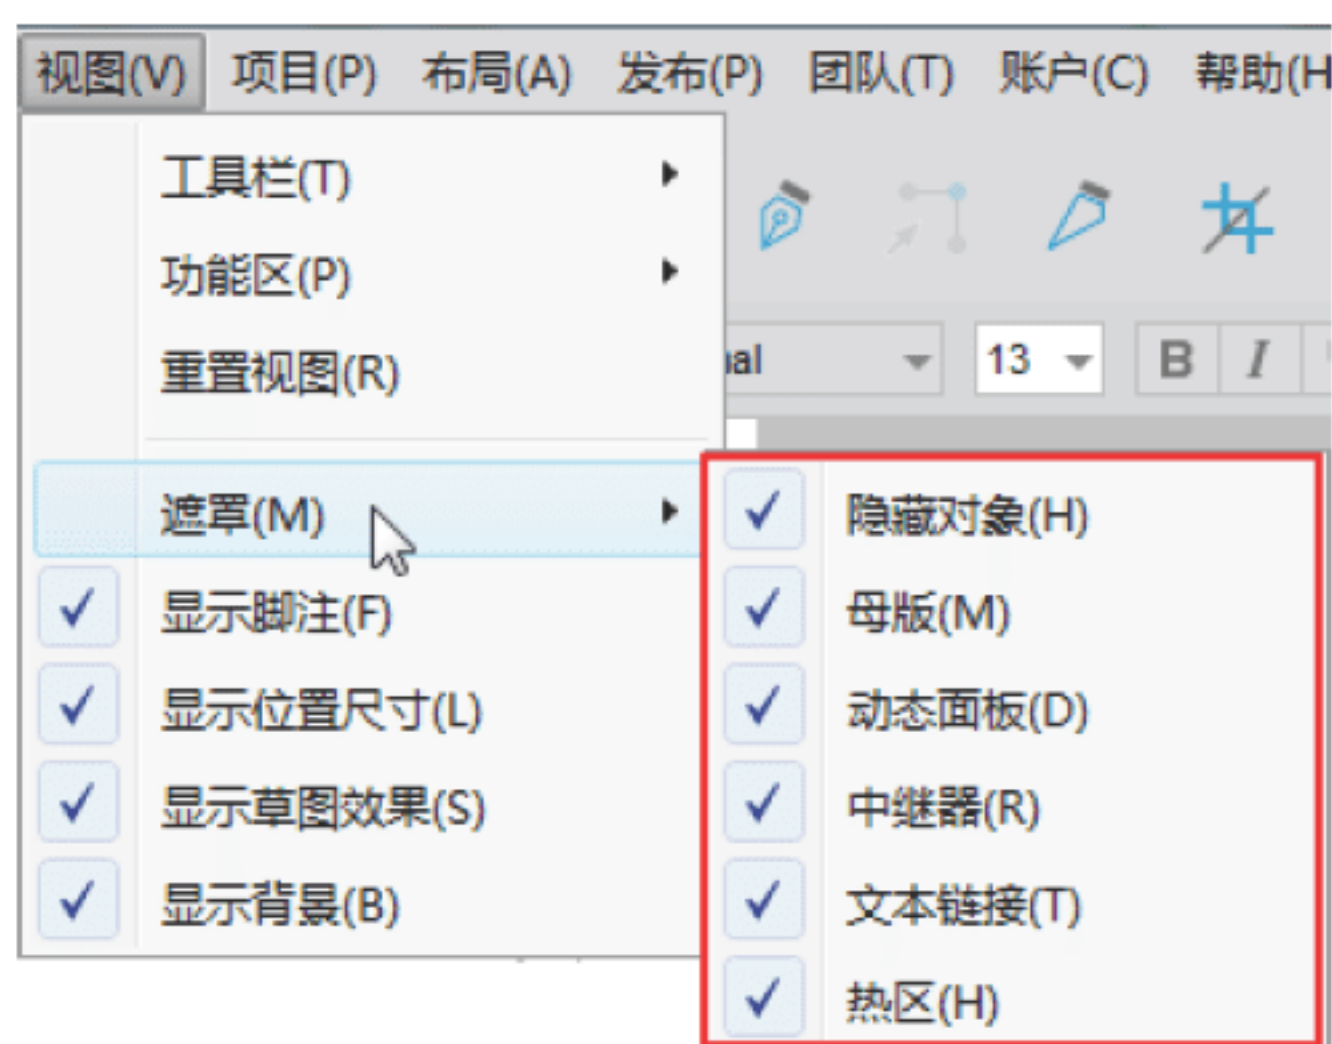 视图(V) 项目(P) 布局(A) 发布(P) 团队(T) 账户(C) 帮助(H
工具栏(T)
功能区(P)
重置视图(R)
ial 13 B I
遮罩(M)
显示脚注(F)
显示位置尺寸(L)
显示草图效果(S)
显示背景(B)
隐藏对象(H)
母版(M)
动态面板(D)
中继器(R)
文本链接(T)
热区(H)